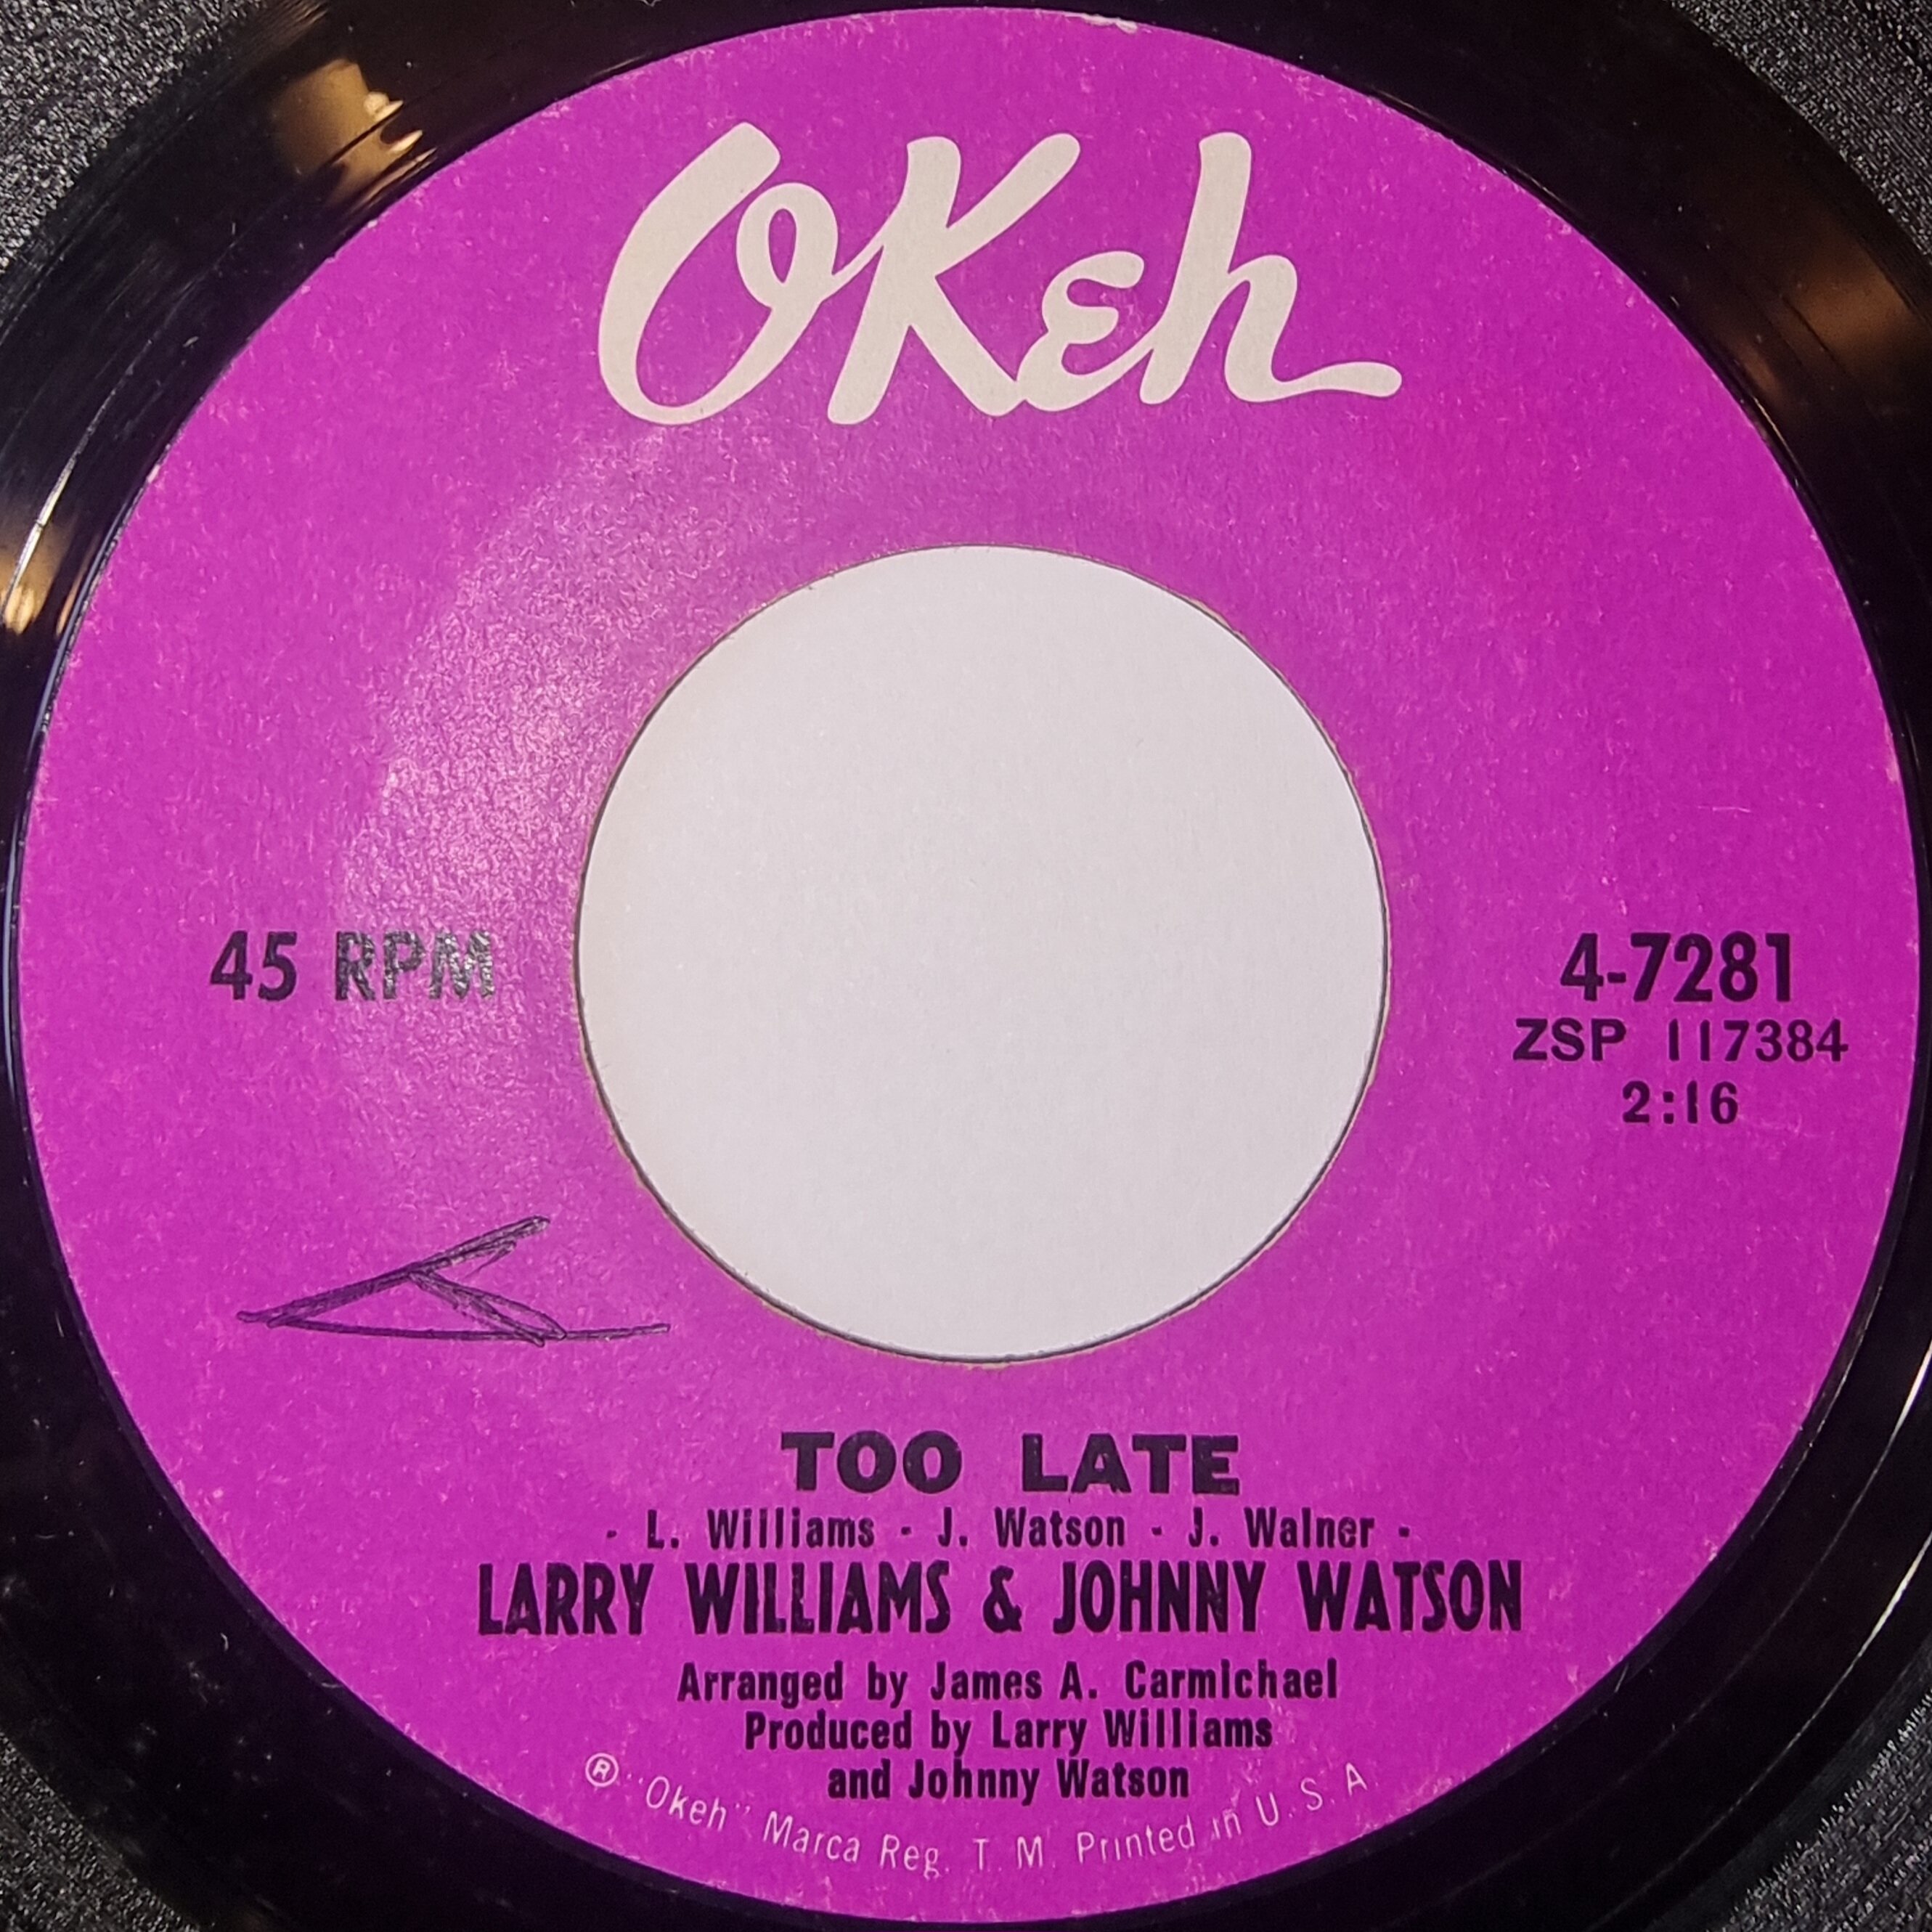 OKeh
45 RPM
4-7281
ZSP 117384
2:16
TOO LATE
- L. Williams - J. Watson - J. Walner -
LARRY WILLIAMS & JOHNNY WATSON
Arranged by James A. Carmichael
Produced by Larry Williams
and Johnny Watson
® "Okeh" Marca Reg. T. M. Printed in U. S. A.